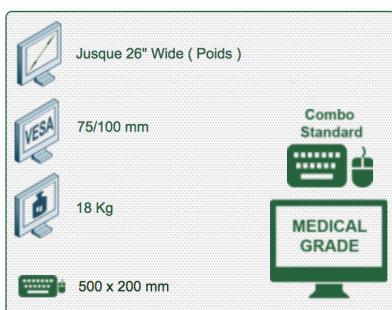 Jusque 26" Wide ( Poids )
VESA
75/100 mm
18 Kg
500 x 200 mm
Combo
Standard
MEDICAL
GRADE